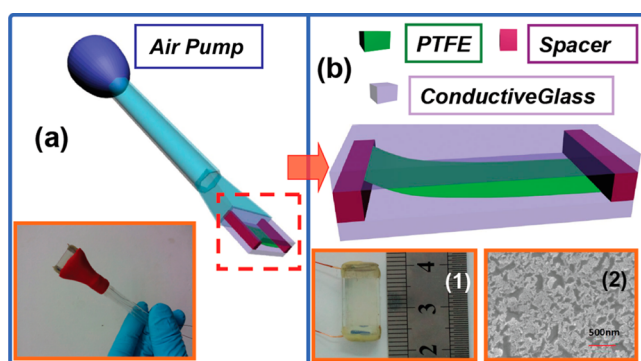 Air Pump
(a)
(b)
PTFE
Spacer
ConductiveGlass
(1)
4
3
2
(2)
500nm